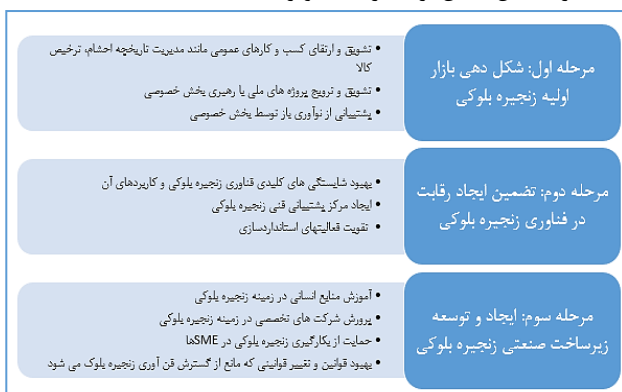 مرحله اول: شکل دهی بازار
اولیه زنجیره بلوکی
• تشویق و ارتقای کسب و کارهای عمومی مانند مدیریت تاریخچه احشام، ترخیص
کالا
• تشویق و ترویج پروژه های ملی با رهبری بخش خصوصی
• پشتیبانی از نوآوری باز توسط بخش خصوصی
مرحله دوم: تضمین ایجاد رقابت
در فناوری زنجیره بلوکی
• بهبود شایستگی های کلیدی فناوری زنجیره بلوکی و کاربردهای آن
• ایجاد مرکز پشتیبانی فنی زنجیره بلوکی
• تقویت فعالیتهای استانداردسازی
مرحله سوم: ایجاد و توسعه
زیرساخت صنعتی زنجیره بلوکی
• آموزش منابع انسانی در زمینه زنجیره بلوکی
• پرورش شرکت های تخصصی در زمینه زنجیره بلوکی
• حمایت از بکارگیری زنجیره بلوکی در SMEها
• بهبود قوانین و تغییر قوانینی که مانع از گسترش فن آوری زنجیره بلوک می شود